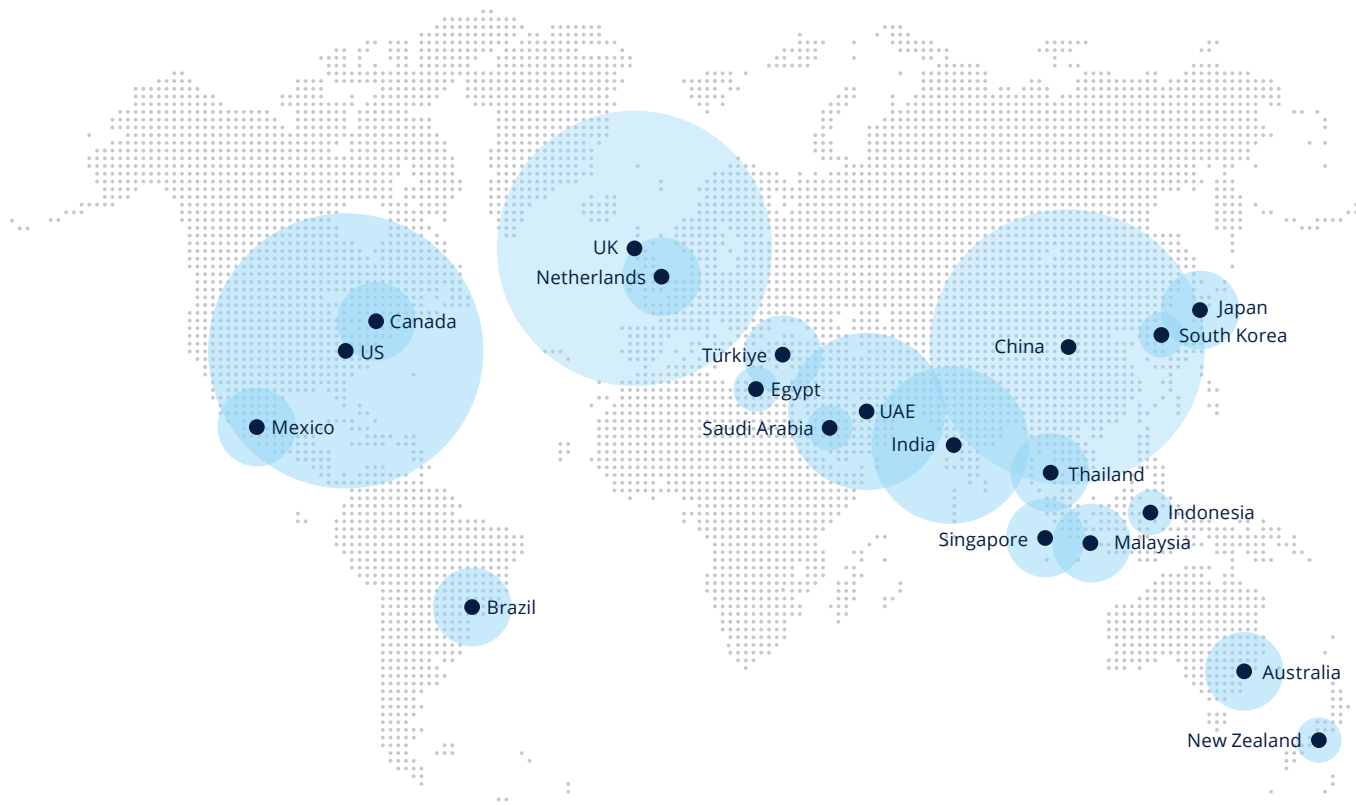 UK
Netherlands
Canada
US
Mexico
Türkiye
Egypt
UAE
Saudi Arabia
India
China
Japan
South Korea
Thailand
Indonesia
Singapore
Malaysia
Brazil
Australia
New Zealand